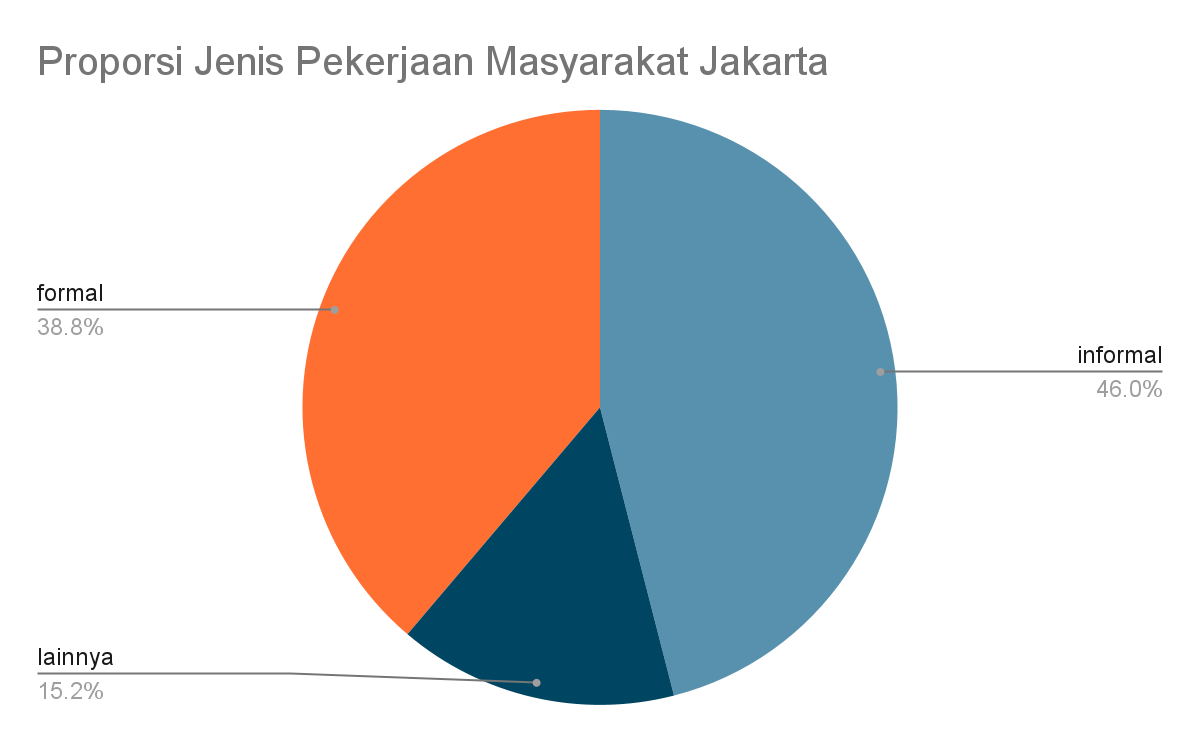 Proporsi Jenis Pekerjaan Masyarakat Jakarta
formal
38.8%
informal
46.0%
lainnya
15.2%